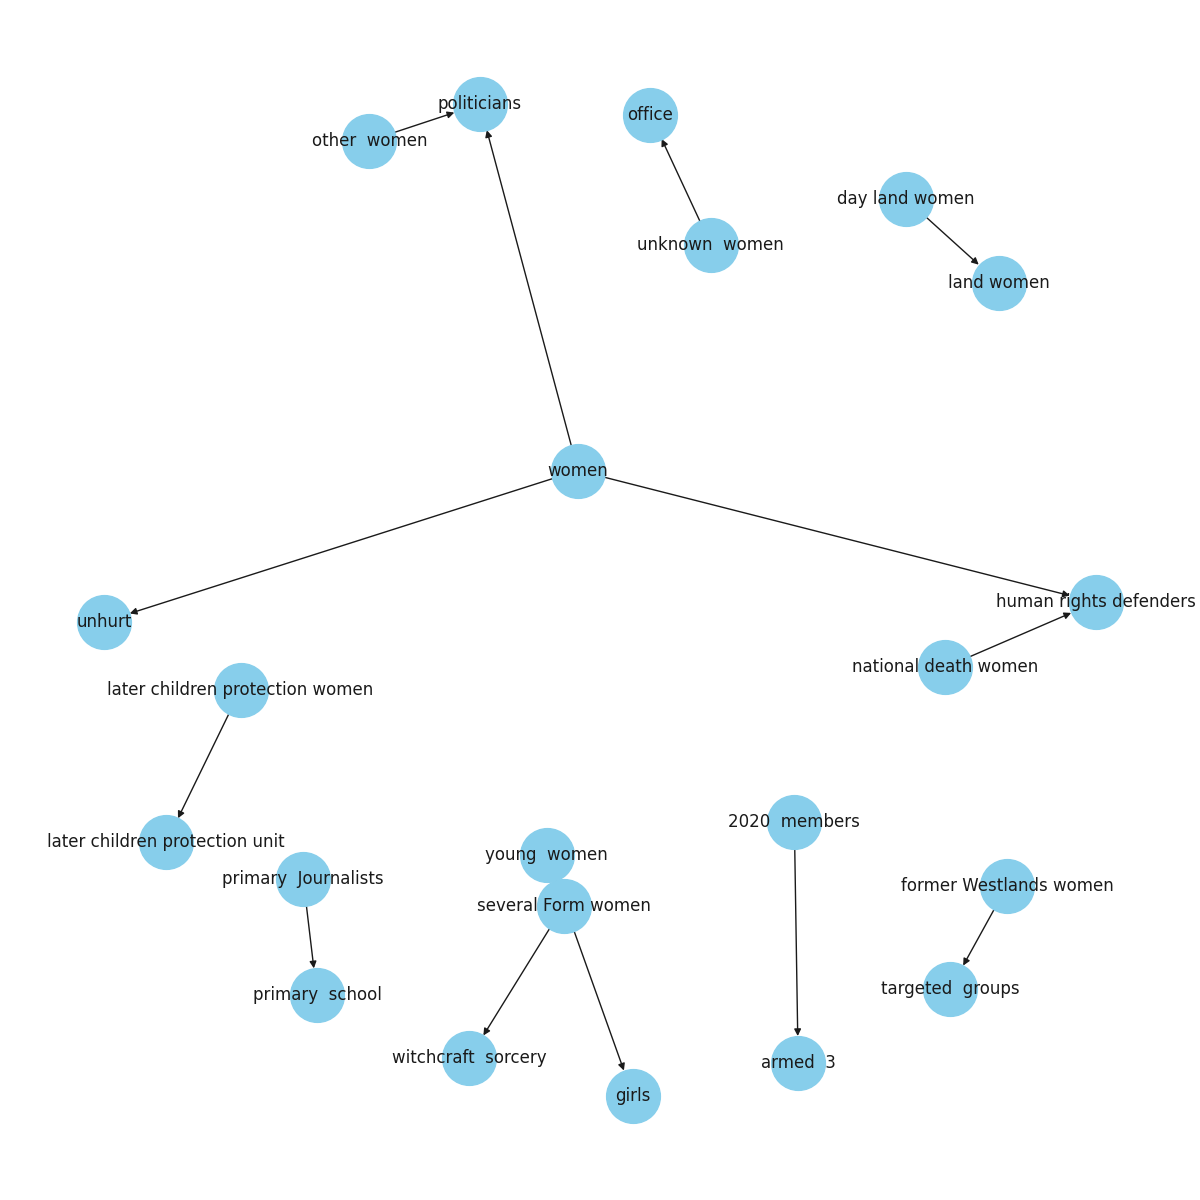 politicians
office
other  women
day land women
unknown  women
land women
women
human rights defenders
unhurt
national death women
later children protection women
2020  members
later children protection unit
young  women
primary  Journalists
former Westlands women
several Form women
targeted  groups
primary  school
witchcraft  sorcery
armed  3
girls